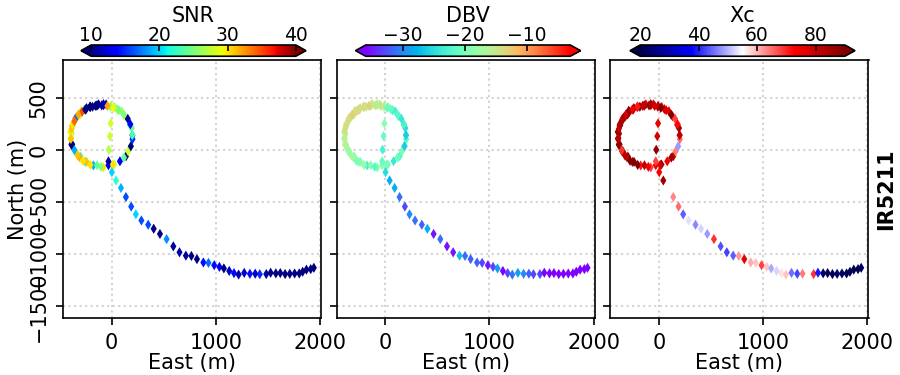 SNR DBV Xc
10 20 30 40 −30 −20 −10 20 40 60 80
North (m)
500
0
−500
−1000
−1500
IR5211
0 1000 2000 0 1000 2000 0 1000 2000
East (m) East (m) East (m)